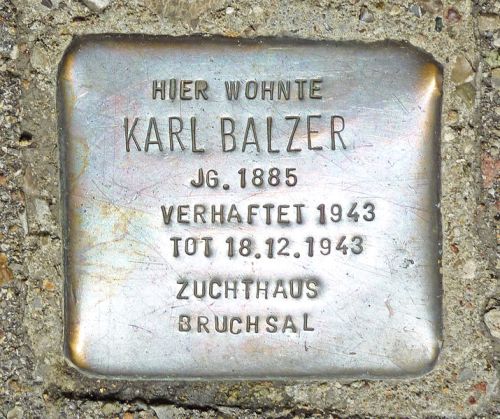 HIER WOHNTE
KARL BALZER
JG. 1885
VERHAFTET 1943
TOT 18.12.1943
ZUCHTHAUS
BRUCHSAL